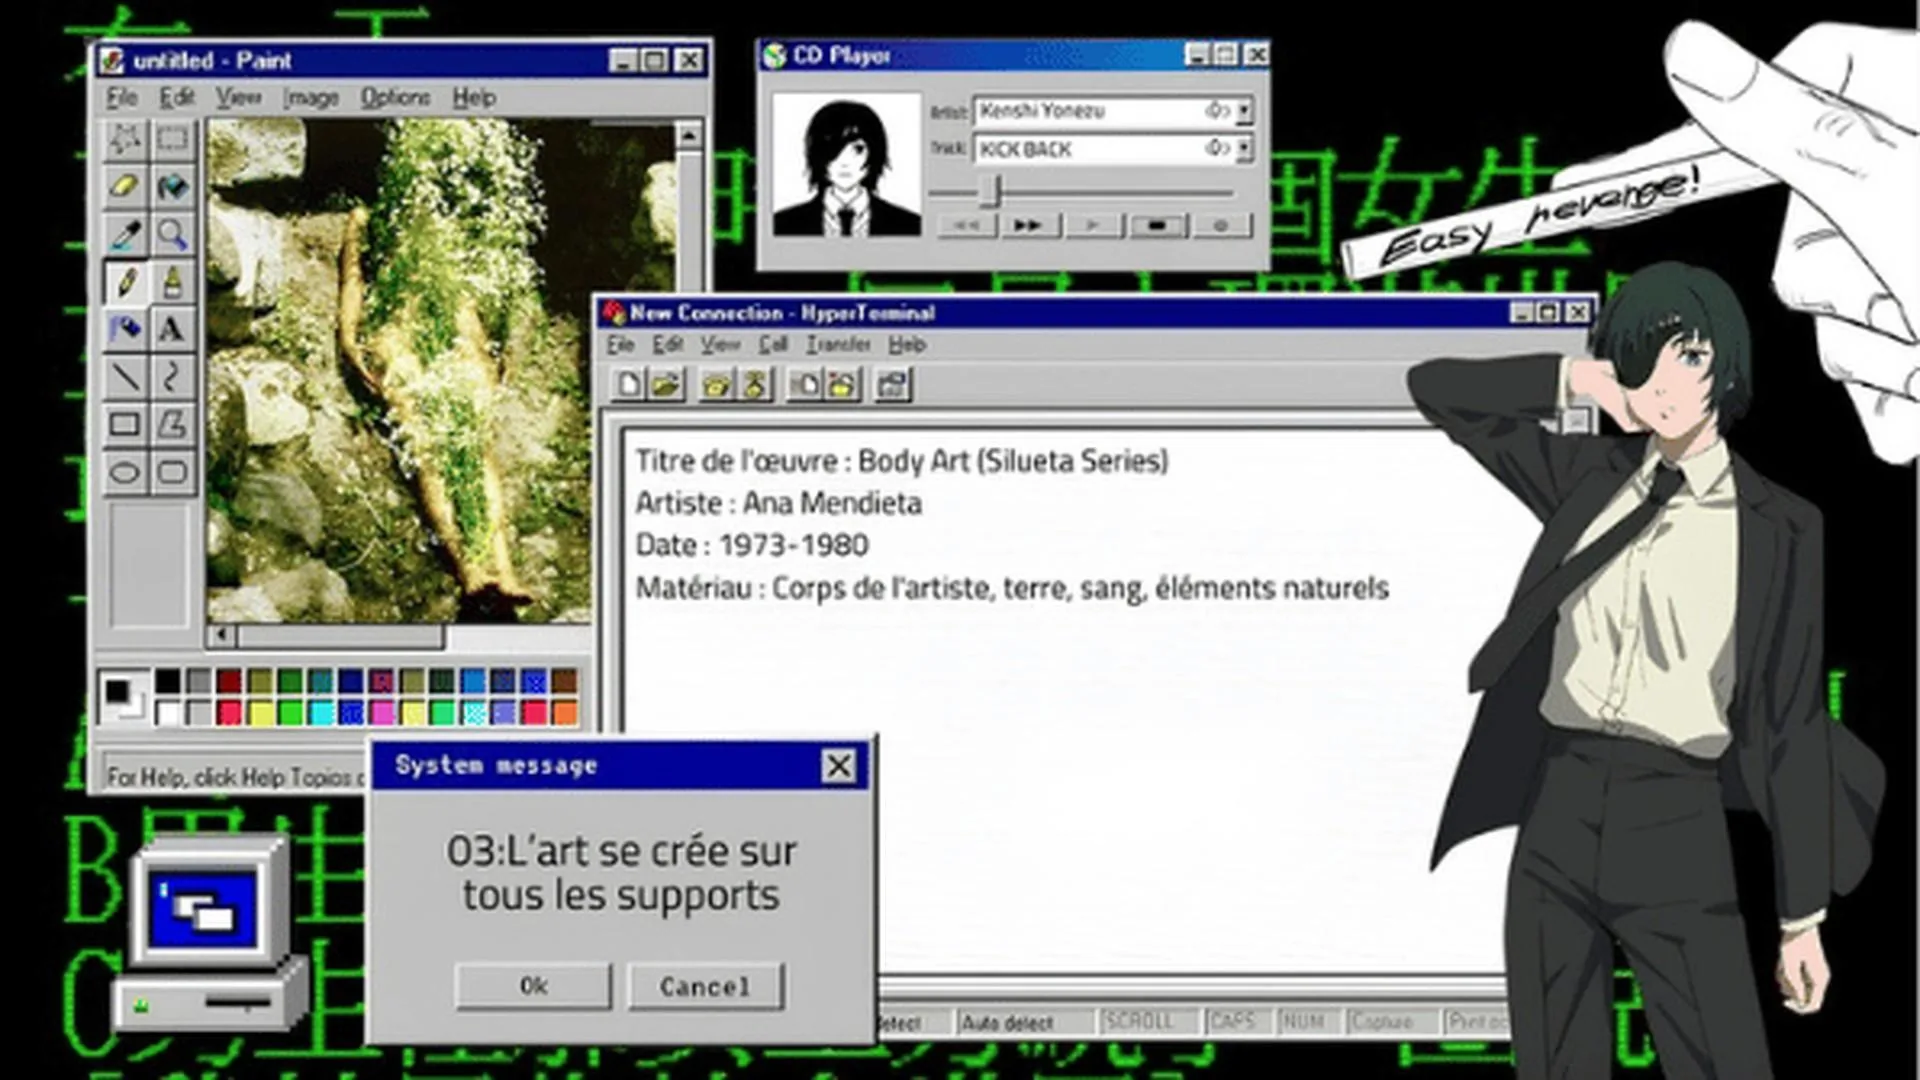 untitled - Paint
File Edit View Image Options Help
CD Player
Artist: Kenshi Yonezu
Track: KICK BACK
Easy revenge!
New Connection - HyperTerminal
File Edit View Call Transfer Help
Titre de l'œuvre : Body Art (Silueta Series)
Artiste : Ana Mendieta
Date : 1973-1980
Matériau : Corps de l'artiste, terre, sang, éléments naturels
For Help, click Help Topics
System message
03:L'art se crée sur
tous les supports
Ok Cancel
Auto detect SCROLL CAPS NUM Capture